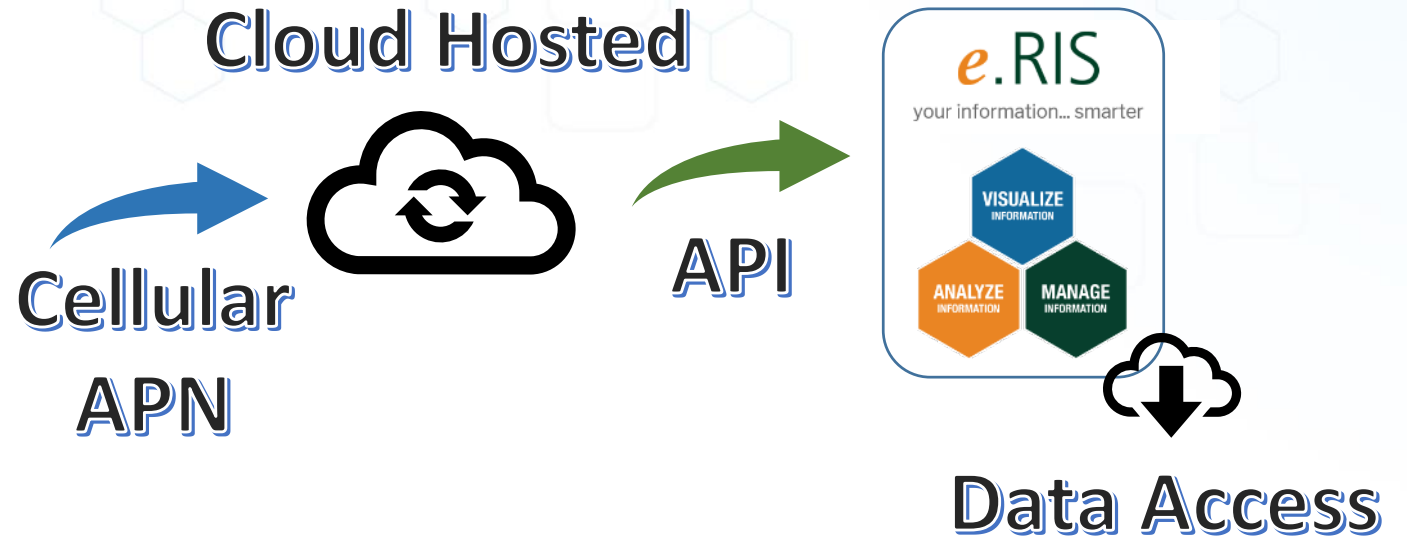 Cloud Hosted
Cellular
APN
API
e.RIS
your information... smarter
VISUALIZE
INFORMATION
ANALYZE
INFORMATION
MANAGE
INFORMATION
Data Access